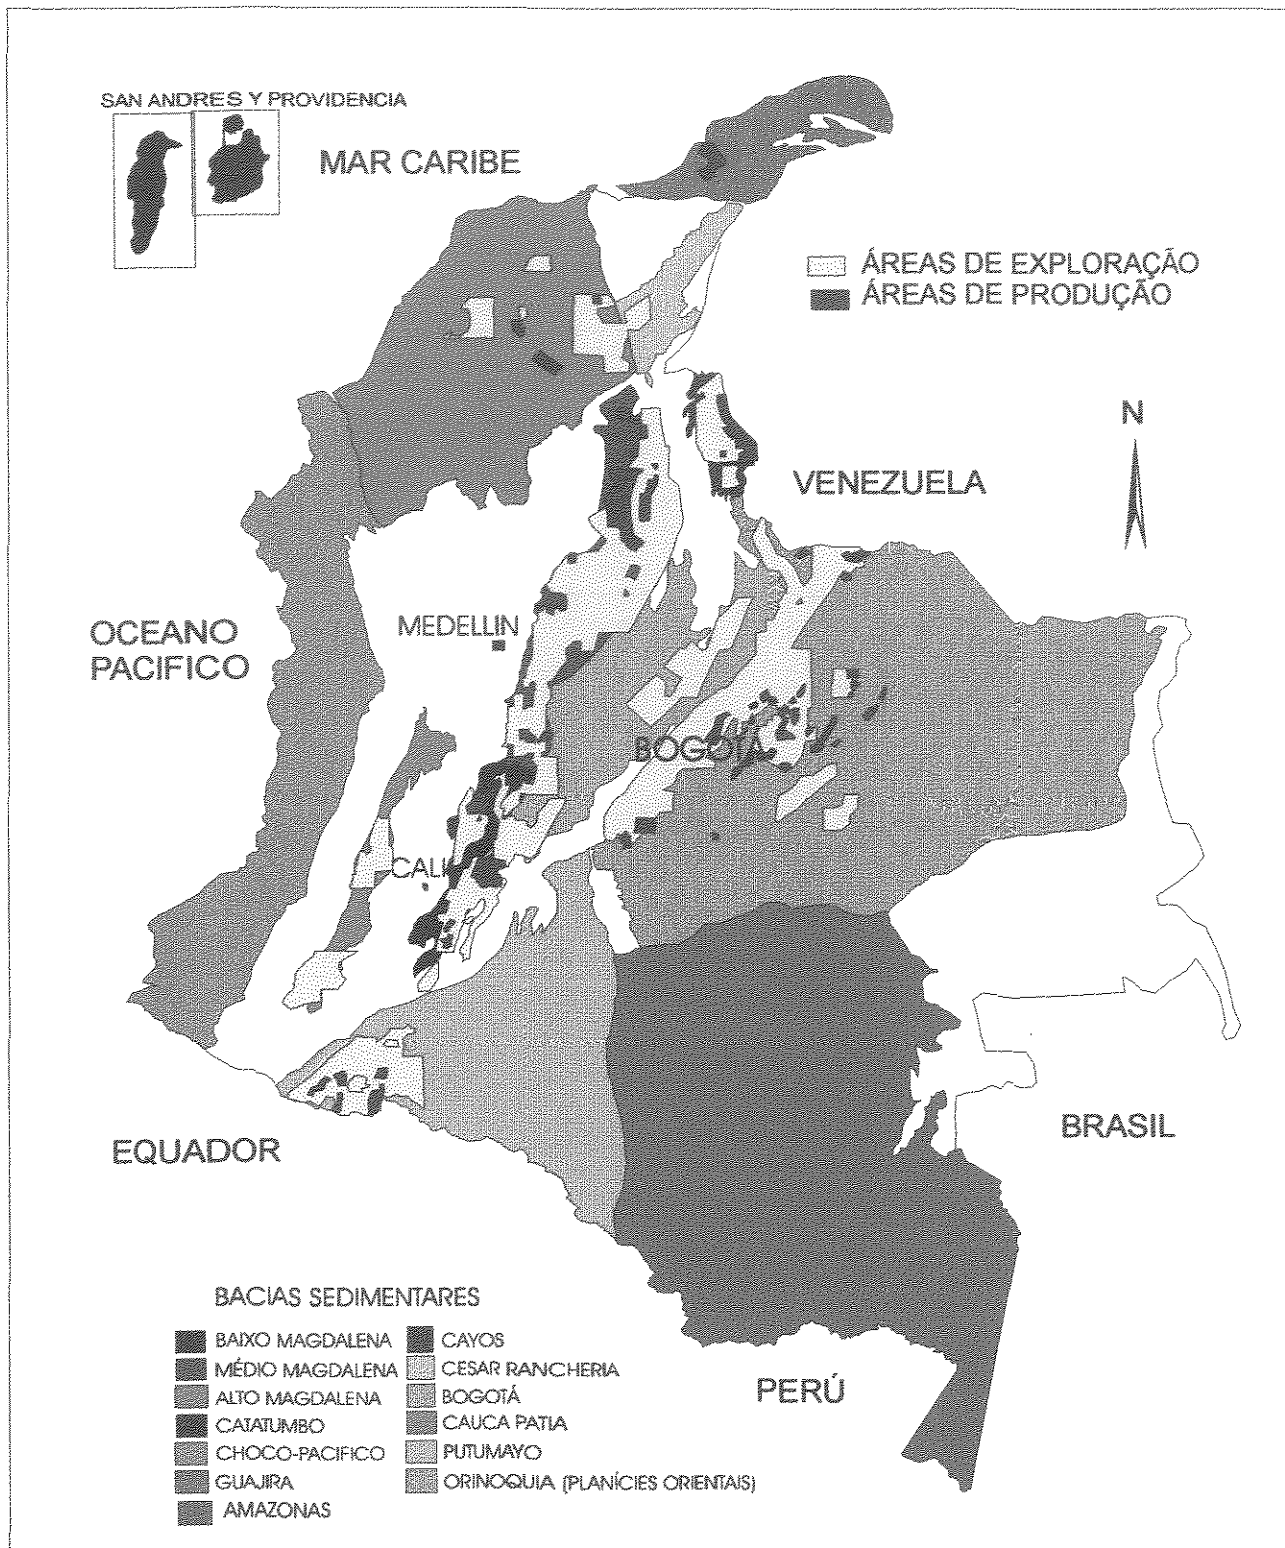 SAN ANDRES Y PROVIDENCIA
MAR CARIBE
ÁREAS DE EXPLORAÇÃO
ÁREAS DE PRODUÇÃO
N
VENEZUELA
MEDELLIN
OCEANO
PACIFICO
BOGOTÁ
CALI
BRASIL
EQUADOR
PERÚ
BACIAS SEDIMENTARES
BAIXO MAGDALENA
MÉDIO MAGDALENA
ALTO MAGDALENA
CATATUMBO
CHOCO-PACIFICO
GUAJIRA
AMAZONAS
CAYOS
CESAR RANCHERIA
BOGOTÁ
CAUCA PATIA
PUTUMAYO
ORINOQUIA (PLANÍCIES ORIENTAIS)